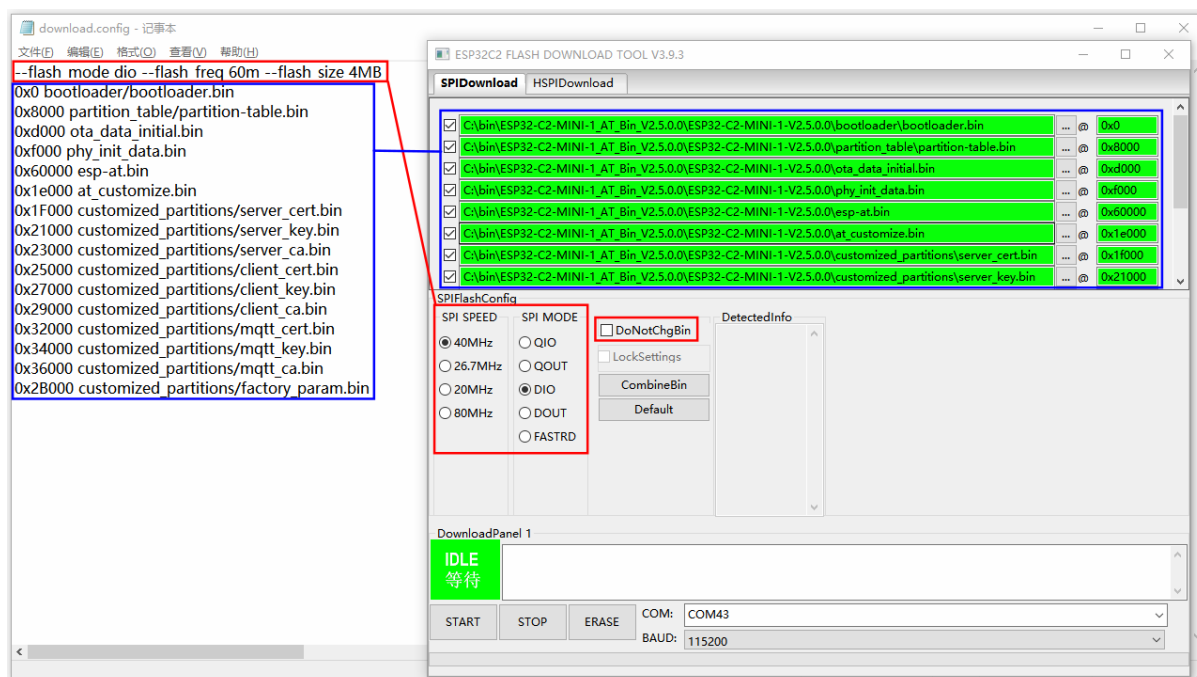 download.config - 记事本
文件(F) 编辑(E) 格式(O) 查看(V) 帮助(H)
--flash_mode dio --flash_freq 60m --flash_size 4MB
0x0 bootloader/bootloader.bin
0x8000 partition_table/partition-table.bin
0xd000 ota_data_initial.bin
0xf000 phy_init_data.bin
0x60000 esp-at.bin
0x1e000 at_customize.bin
0x1F000 customized_partitions/server_cert.bin
0x21000 customized_partitions/server_key.bin
0x23000 customized_partitions/server_ca.bin
0x25000 customized_partitions/client_cert.bin
0x27000 customized_partitions/client_key.bin
0x29000 customized_partitions/client_ca.bin
0x32000 customized_partitions/mqtt_cert.bin
0x34000 customized_partitions/mqtt_key.bin
0x36000 customized_partitions/mqtt_ca.bin
0x2B000 customized_partitions/factory_param.bin
ESP32C2 FLASH DOWNLOAD TOOL V3.9.3
SPIDownload HSPIDownload
C:\bin\ESP32-C2-MINI-1_AT_Bin_V2.5.0.0\ESP32-C2-MINI-1-V2.5.0.0\bootloader\bootloader.bin ... @ 0x0
C:\bin\ESP32-C2-MINI-1_AT_Bin_V2.5.0.0\ESP32-C2-MINI-1-V2.5.0.0\partition_table\partition-table.bin ... @ 0x8000
C:\bin\ESP32-C2-MINI-1_AT_Bin_V2.5.0.0\ESP32-C2-MINI-1-V2.5.0.0\ota_data_initial.bin ... @ 0xd000
C:\bin\ESP32-C2-MINI-1_AT_Bin_V2.5.0.0\ESP32-C2-MINI-1-V2.5.0.0\phy_init_data.bin ... @ 0xf000
C:\bin\ESP32-C2-MINI-1_AT_Bin_V2.5.0.0\ESP32-C2-MINI-1-V2.5.0.0\esp-at.bin ... @ 0x60000
C:\bin\ESP32-C2-MINI-1_AT_Bin_V2.5.0.0\ESP32-C2-MINI-1-V2.5.0.0\at_customize.bin ... @ 0x1e000
C:\bin\ESP32-C2-MINI-1_AT_Bin_V2.5.0.0\ESP32-C2-MINI-1-V2.5.0.0\customized_partitions\server_cert.bin ... @ 0x1f000
C:\bin\ESP32-C2-MINI-1_AT_Bin_V2.5.0.0\ESP32-C2-MINI-1-V2.5.0.0\customized_partitions\server_key.bin ... @ 0x21000
SPIFlashConfig
SPI SPEED SPI MODE DetectedInfo
DoNotChgBin
40MHz QIO
LockSettings
26.7MHz QOUT
CombineBin
20MHz DIO
Default
80MHz DOUT
FASTRD
DownloadPanel 1
IDLE
等待
START STOP ERASE COM: COM43
BAUD: 115200